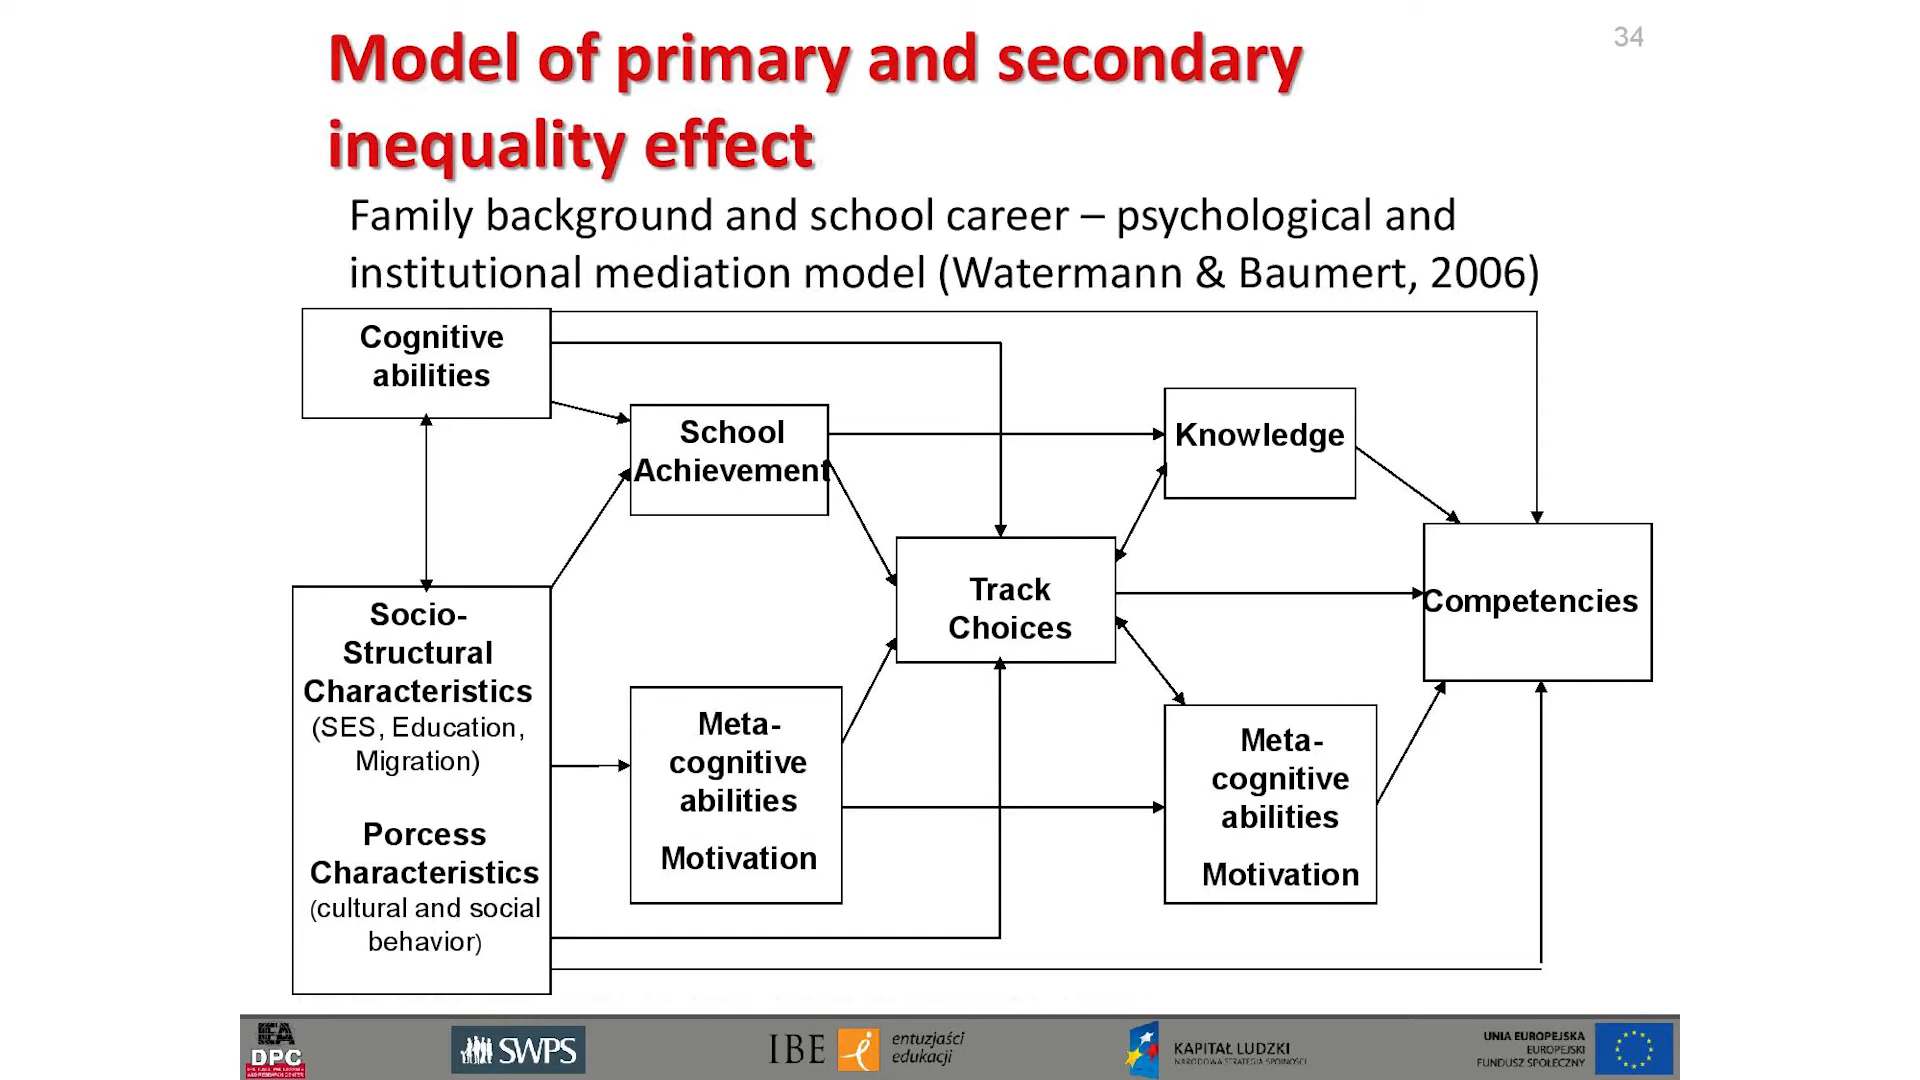 34
Model of primary and secondary
inequality effect
Family background and school career – psychological and
institutional mediation model (Watermann & Baumert, 2006)
Cognitive
abilities
School
Achievement
Knowledge
Track
Choices
Competencies
Socio-
Structural
Characteristics
(SES, Education,
Migration)
Porcess
Characteristics
(cultural and social
behavior)
Meta-
cognitive
abilities
Motivation
Meta-
cognitive
abilities
Motivation
DPC
SWPS
IBE
entuzjaści
edukacji
KAPITAŁ LUDZKI
NARODOWA STRATEGIA SPÓJNOŚCI
UNIA EUROPEJSKA
EUROPEJSKI
FUNDUSZ SPOŁECZNY